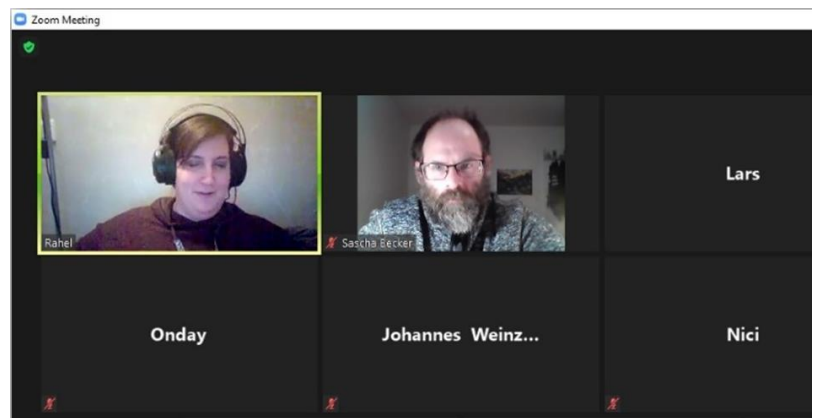 Zoom Meeting
Rahel
Sascha Becker
Lars
Onday
Johannes Weinz...
Nici